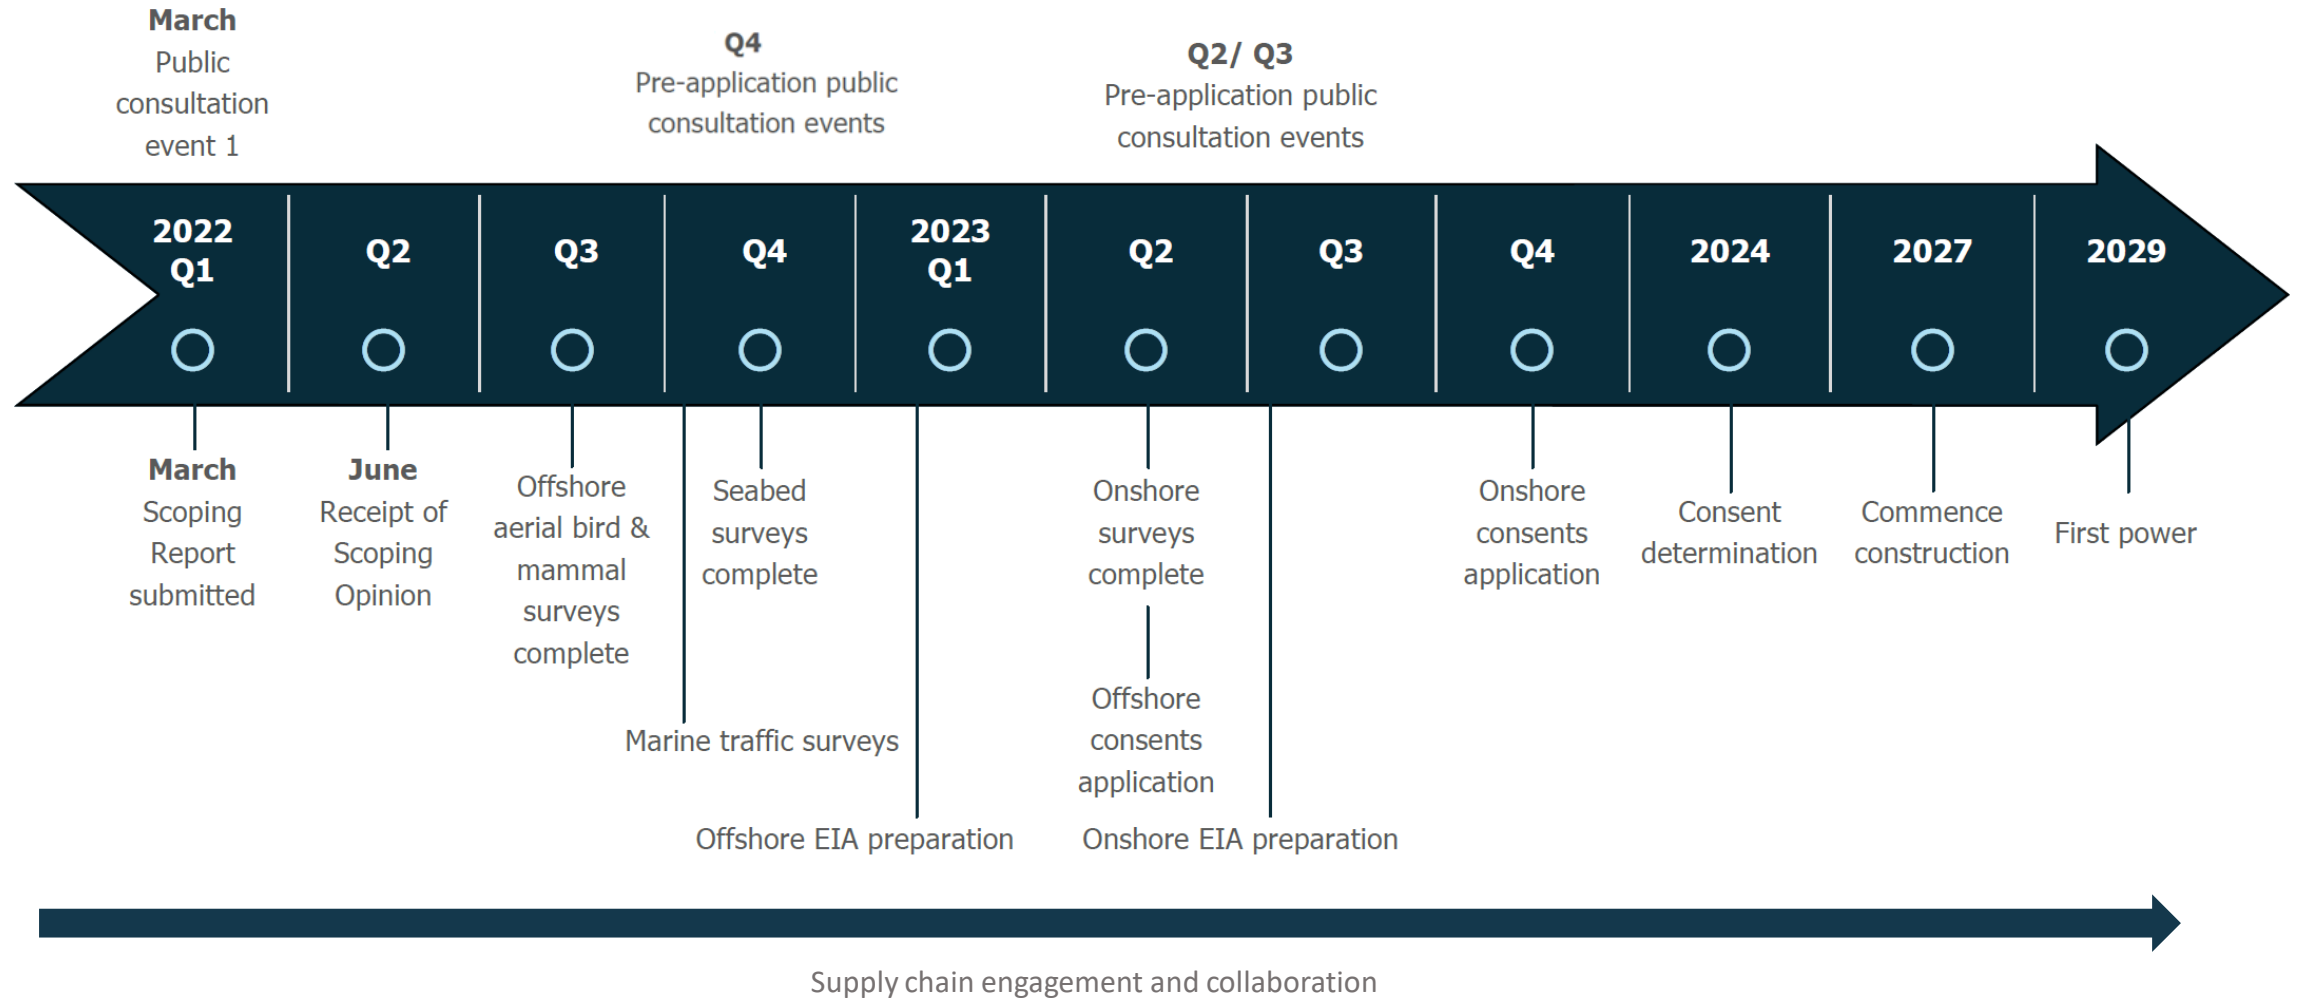 March
Public
consultation
event 1
Q4
Pre-application public
consultation events
Q2/ Q3
Pre-application public
consultation events
2022
Q1
Q2
Q3
Q4
2023
Q1
Q2
Q3
Q4
2024
2027
2029
March
Scoping
Report
submitted
June
Receipt of
Scoping
Opinion
Offshore
aerial bird &
mammal
surveys
complete
Marine traffic surveys
Seabed
surveys
complete
Offshore EIA preparation
Onshore
surveys
complete
Offshore
consents
application
Onshore EIA preparation
Onshore
consents
application
Consent
determination
Commence
construction
First power
Supply chain engagement and collaboration